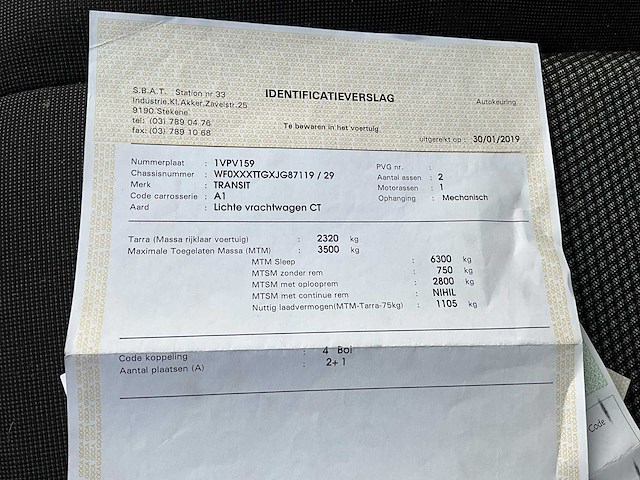 S.B.A.T. Station nr 33
Industrie.Kl.Akker.Zavelstr.25
9190 Stekene
tel: (03) 789 04 76
fax: (03) 789 10 68
IDENTIFICATIEVERSLAG
Autokeuring
Te bewaren in het voertuig
uitgereikt op : 30/01/2019
Nummerplaat : 1VPV159
Chassisnummer : WF0XXXTTGXJG87119 / 29
Merk : TRANSIT
Code carrosserie : A1
Aard : Lichte vrachtwagen CT
PVG nr. :
Aantal assen : 2
Motorassen : 1
Ophanging : Mechanisch
Tarra (Massa rijklaar voertuig) : 2320 kg
Maximale Toegelaten Massa (MTM) : 3500 kg
MTM Sleep : 6300 kg
MTSM zonder rem : 750 kg
MTSM met oplooprem : 2800 kg
MTSM met continue rem : NIHIL
Nuttig laadvermogen(MTM-Tarra-75kg) : 1105 kg
Code koppeling : 4 Bol
Aantal plaatsen (A) : 2+1
Code